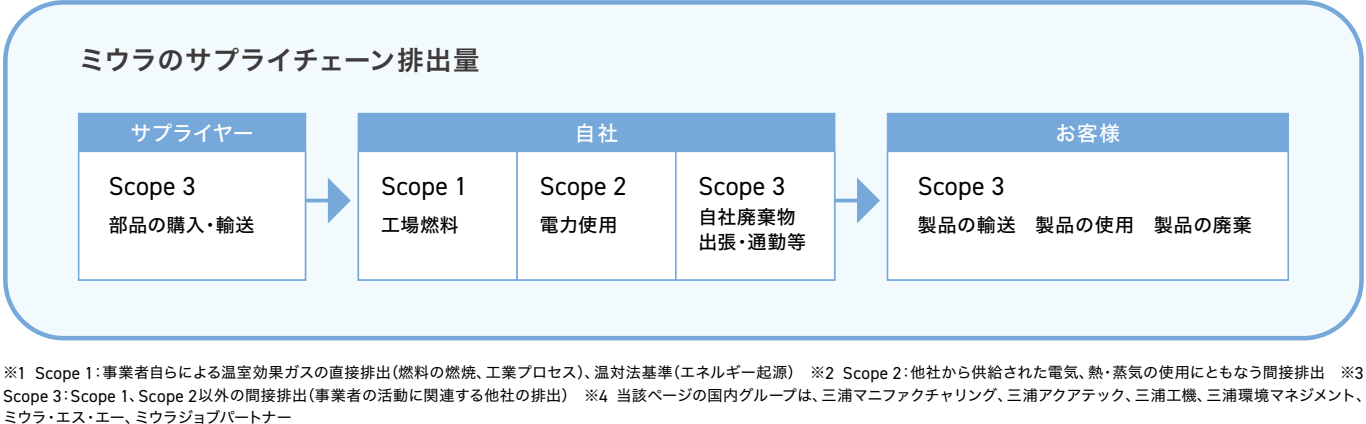 ミウラのサプライチェーン排出量
サプライヤー
Scope 3
部品の購入・輸送
自社
Scope 1
工場燃料
Scope 2
電力使用
Scope 3
自社廃棄物
出張・通勤等
お客様
Scope 3
製品の輸送　製品の使用　製品の廃棄
※1 Scope 1：事業者自らによる温室効果ガスの直接排出（燃料の燃焼、工業プロセス）、温対法基準（エネルギー起源）　※2 Scope 2：他社から供給された電気、熱・蒸気の使用にともなう間接排出　※3
Scope 3：Scope 1、Scope 2以外の間接排出（事業者の活動に関連する他社の排出）　※4 当該ページの国内グループは、三浦マニファクチャリング、三浦アクアテック、三浦工機、三浦環境マネジメント、
ミウラ・エス・エー、ミウラジョブパートナー